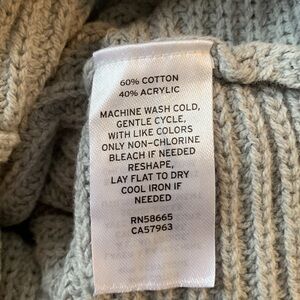 60% COTTON
40% ACRYLIC
MACHINE WASH COLD,
GENTLE CYCLE,
WITH LIKE COLORS
ONLY NON-CHLORINE
BLEACH IF NEEDED
RESHAPE,
LAY FLAT TO DRY
COOL IRON IF
NEEDED
RN58665
CA57963